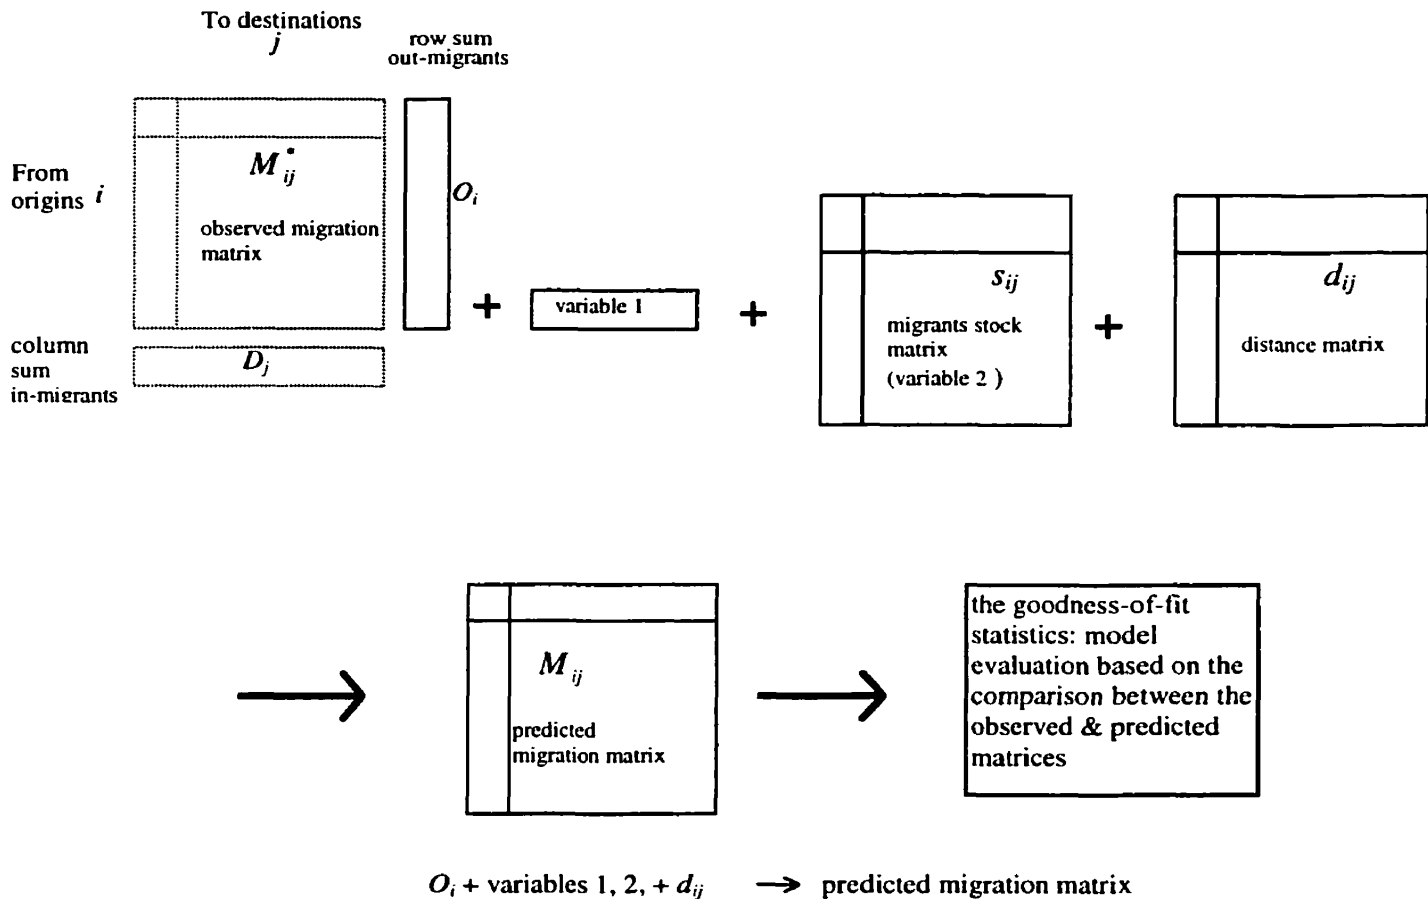 To destinations
j
row sum
out-migrants
From
origins i
M*ij
observed migration
matrix
Oi
column
sum
in-migrants
Dj
+
variable 1
+
sij
migrants stock
matrix
(variable 2 )
+
dij
distance matrix
Mij
predicted
migration matrix
the goodness-of-fit
statistics: model
evaluation based on the
comparison between the
observed & predicted
matrices
Oi + variables 1, 2, + dij → predicted migration matrix